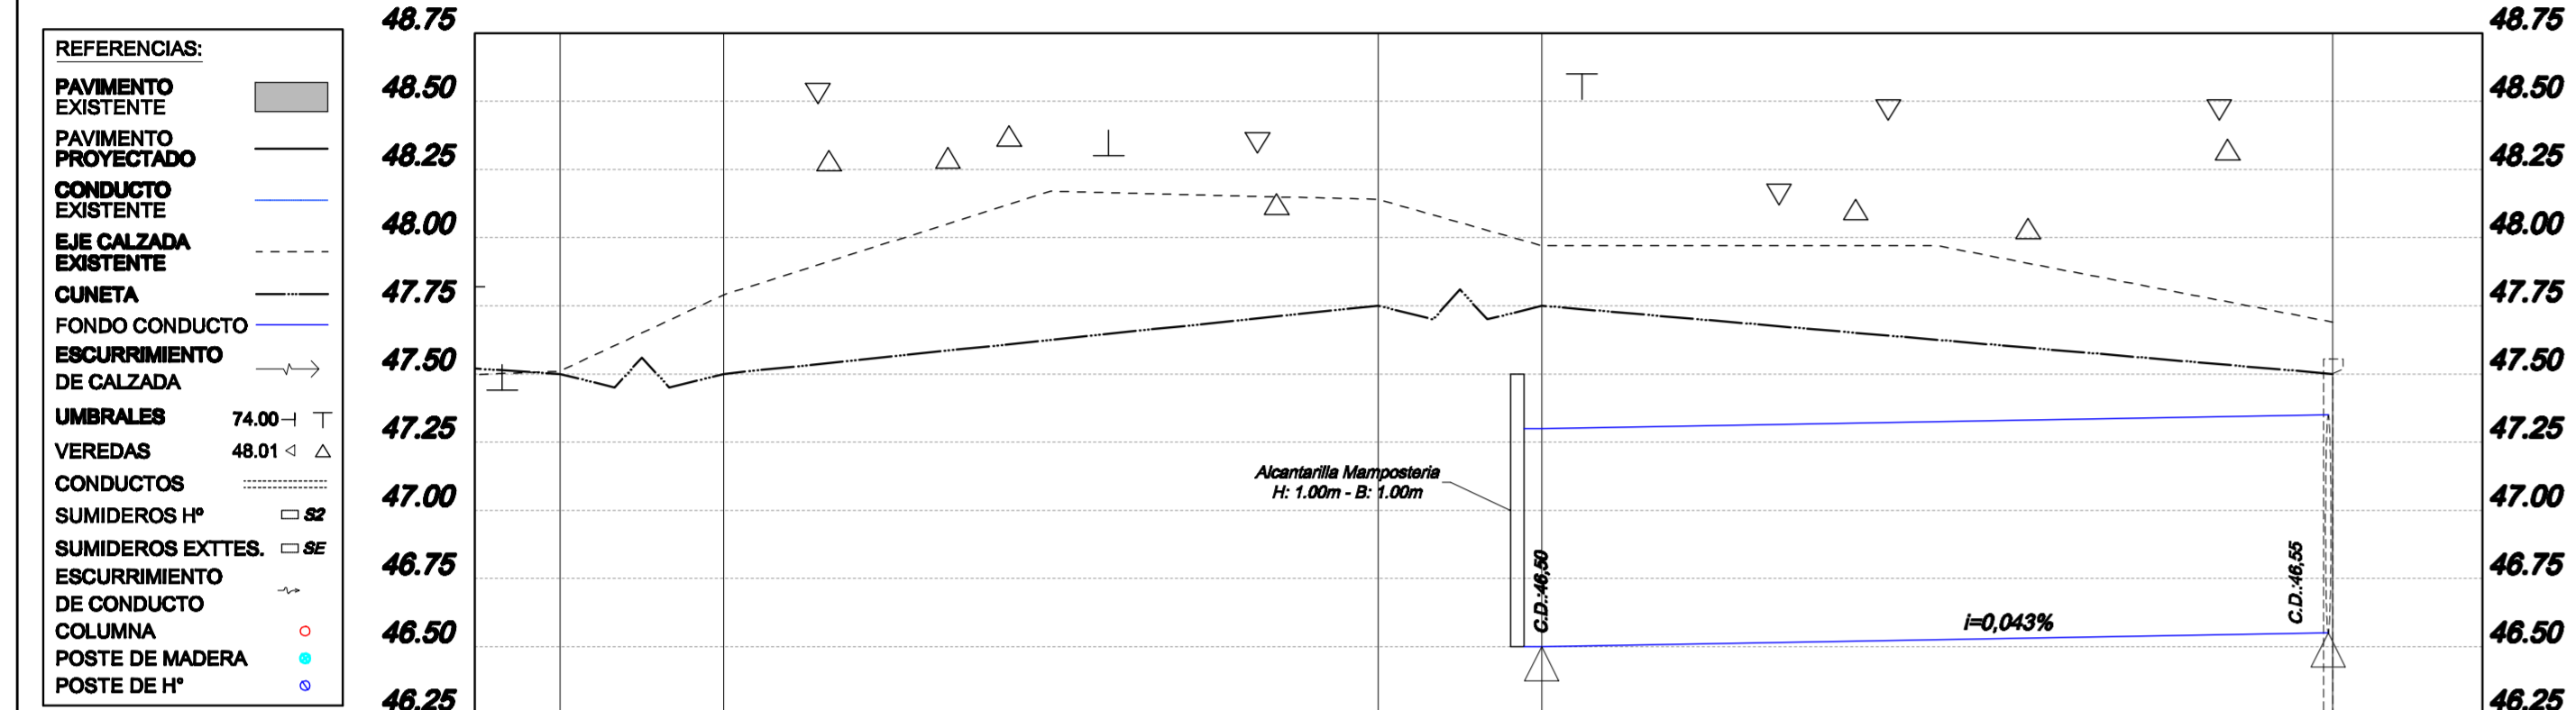 REFERENCIAS:
PAVIMENTO
EXISTENTE
PAVIMENTO
PROYECTADO
CONDUCTO
EXISTENTE
EJE CALZADA
EXISTENTE
CUNETA
FONDO CONDUCTO
ESCURRIMIENTO
DE CALZADA
UMBRALES 74.00
VEREDAS 48.01
CONDUCTOS
SUMIDEROS Hº S2
SUMIDEROS EXTTES. SE
ESCURRIMIENTO
DE CONDUCTO
COLUMNA
POSTE DE MADERA
POSTE DE H°
48.75
48.50
48.25
48.00
47.75
47.50
47.25
47.00
46.75
46.50
46.25
Alcantarilla Mamposteria
H: 1.00m - B: 1.00m
C.D.:46,50
i=0,043%
C.D.:46,55
48.75
48.50
48.25
48.00
47.75
47.50
47.25
47.00
46.75
46.50
46.25